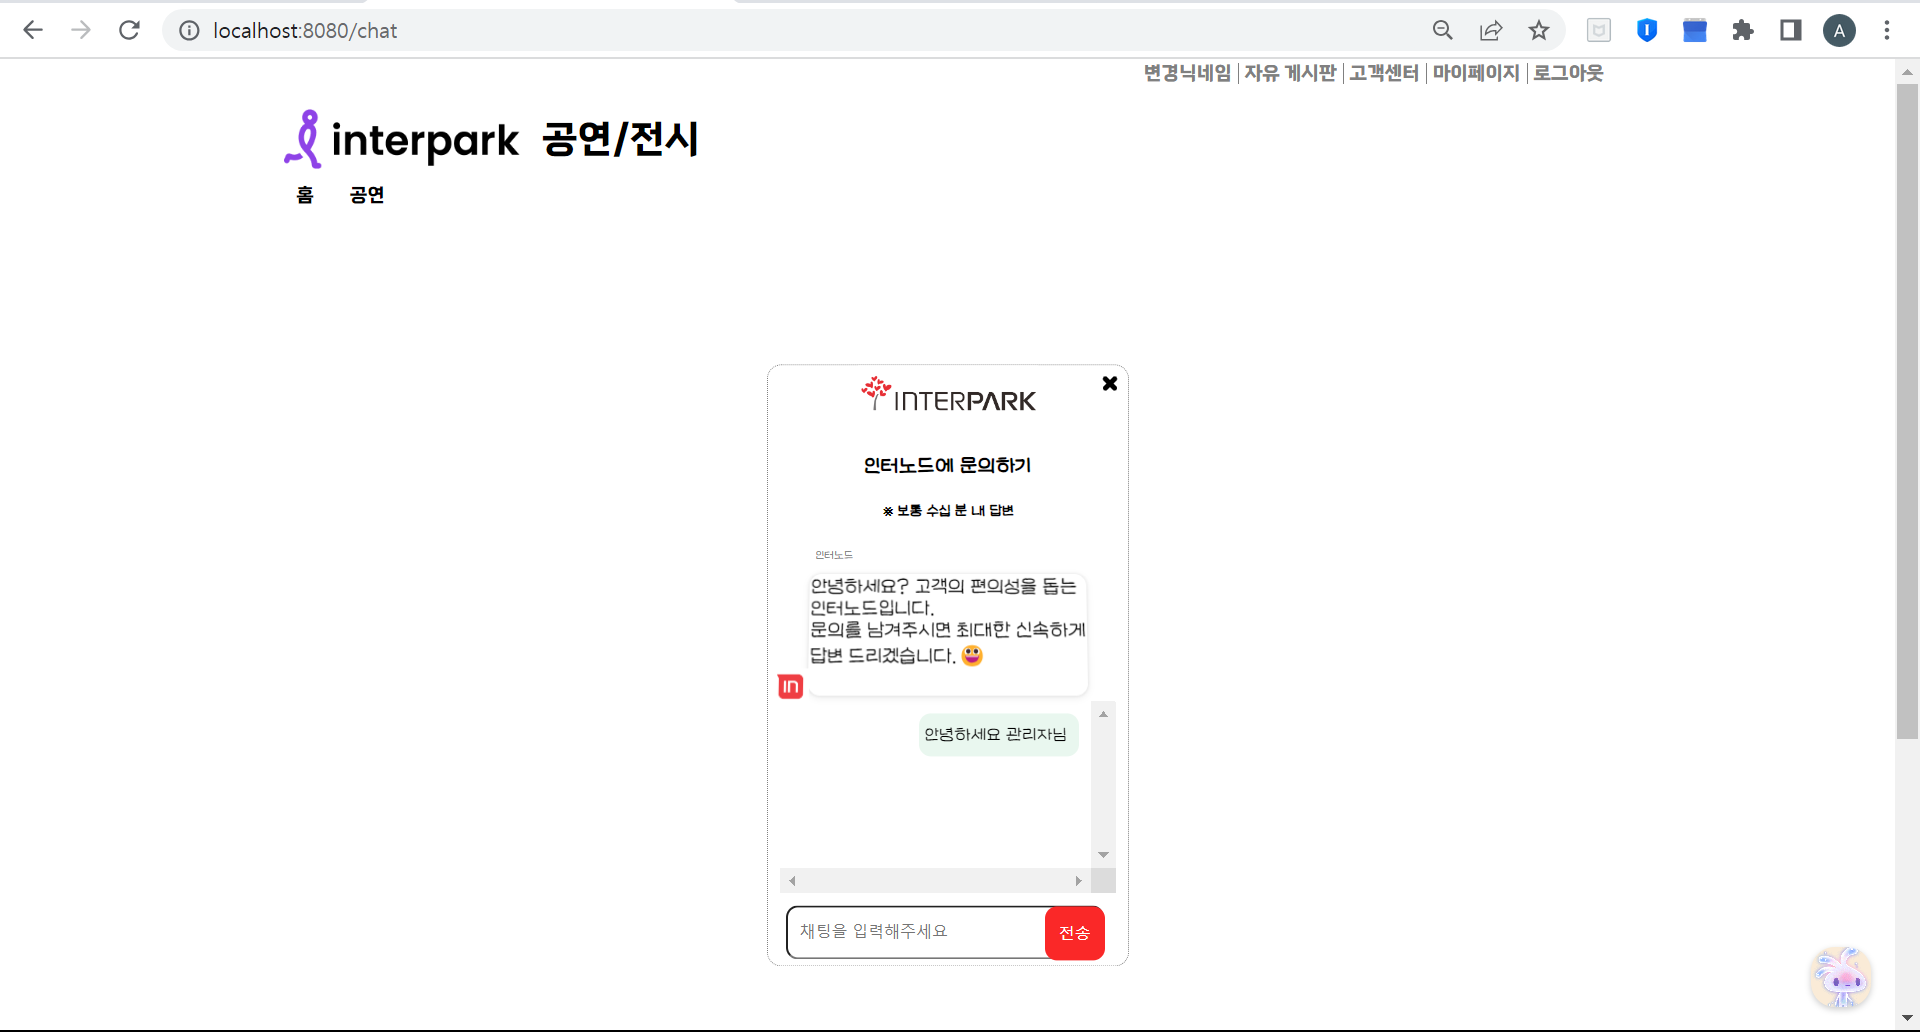 localhost:8080/chat
A
변경닉네임 | 자유 게시판 | 고객센터 | 마이페이지 | 로그아웃
interpark 공연/전시
홈 공연
INTERPARK
인터노드에 문의하기
※ 보통 수십 분 내 답변
인터노드
안녕하세요? 고객의 편의성을 돕는
인터노드입니다.
문의를 남겨주시면 최대한 신속하게
답변 드리겠습니다. 😃
in
안녕하세요 관리자님
채팅을 입력해주세요
전송